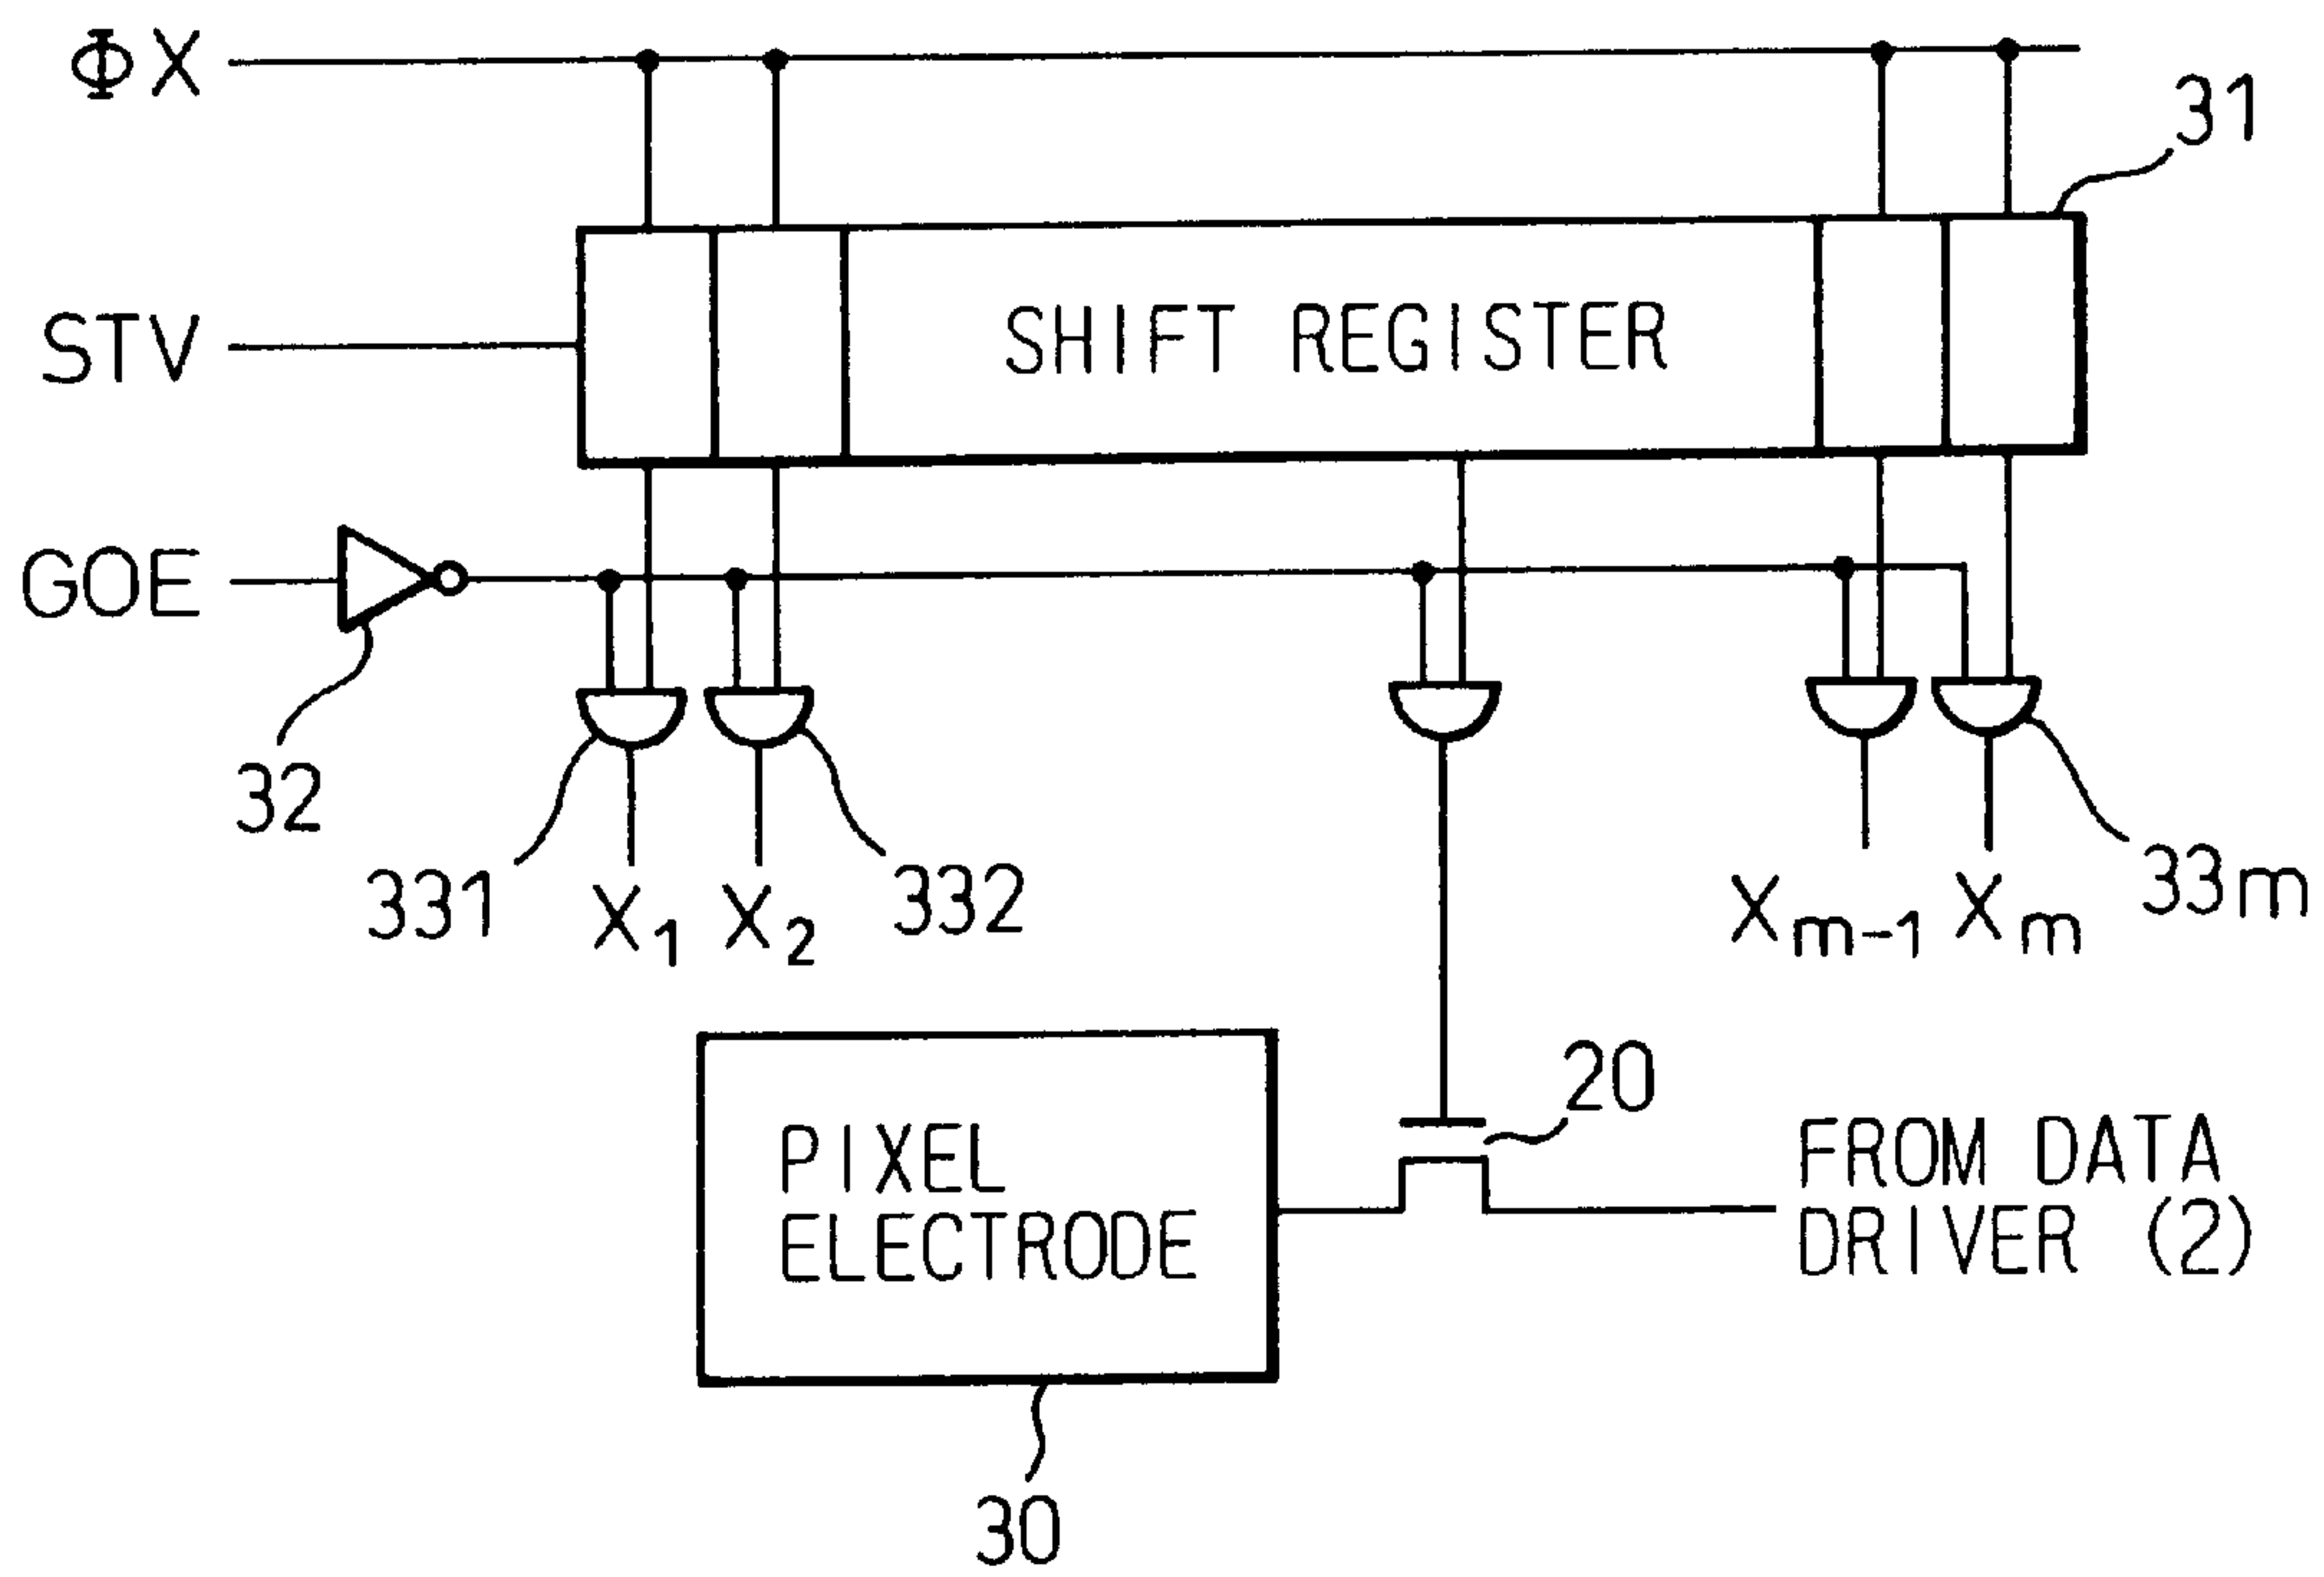 ΦX
31
STV
SHIFT REGISTER
GOE
32
331
X1
X2
332
Xm-1
Xm
33m
20
PIXEL
ELECTRODE
FROM DATA
DRIVER (2)
30